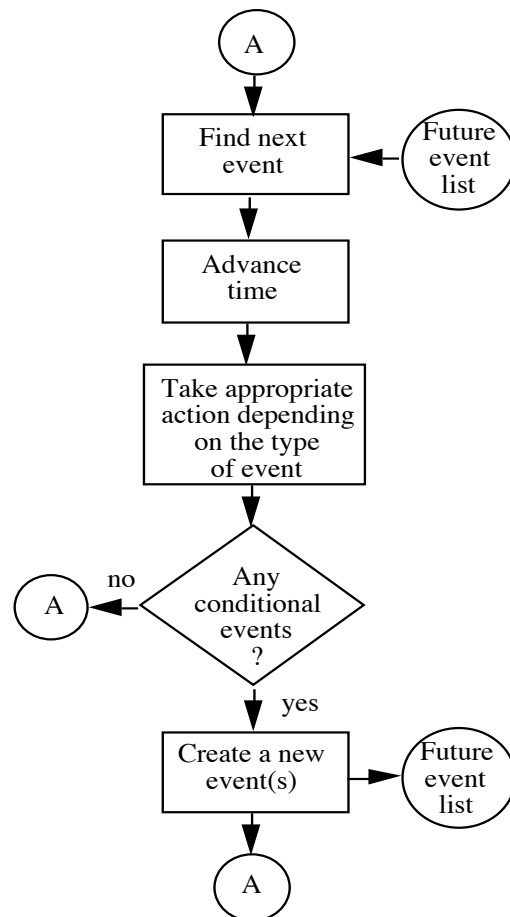 A
Find next
event
Future
event
list
Advance
time
Take appropriate
action depending
on the type
of event
no
A
Any
conditional
events
?
yes
Create a new
event(s)
Future
event
list
A